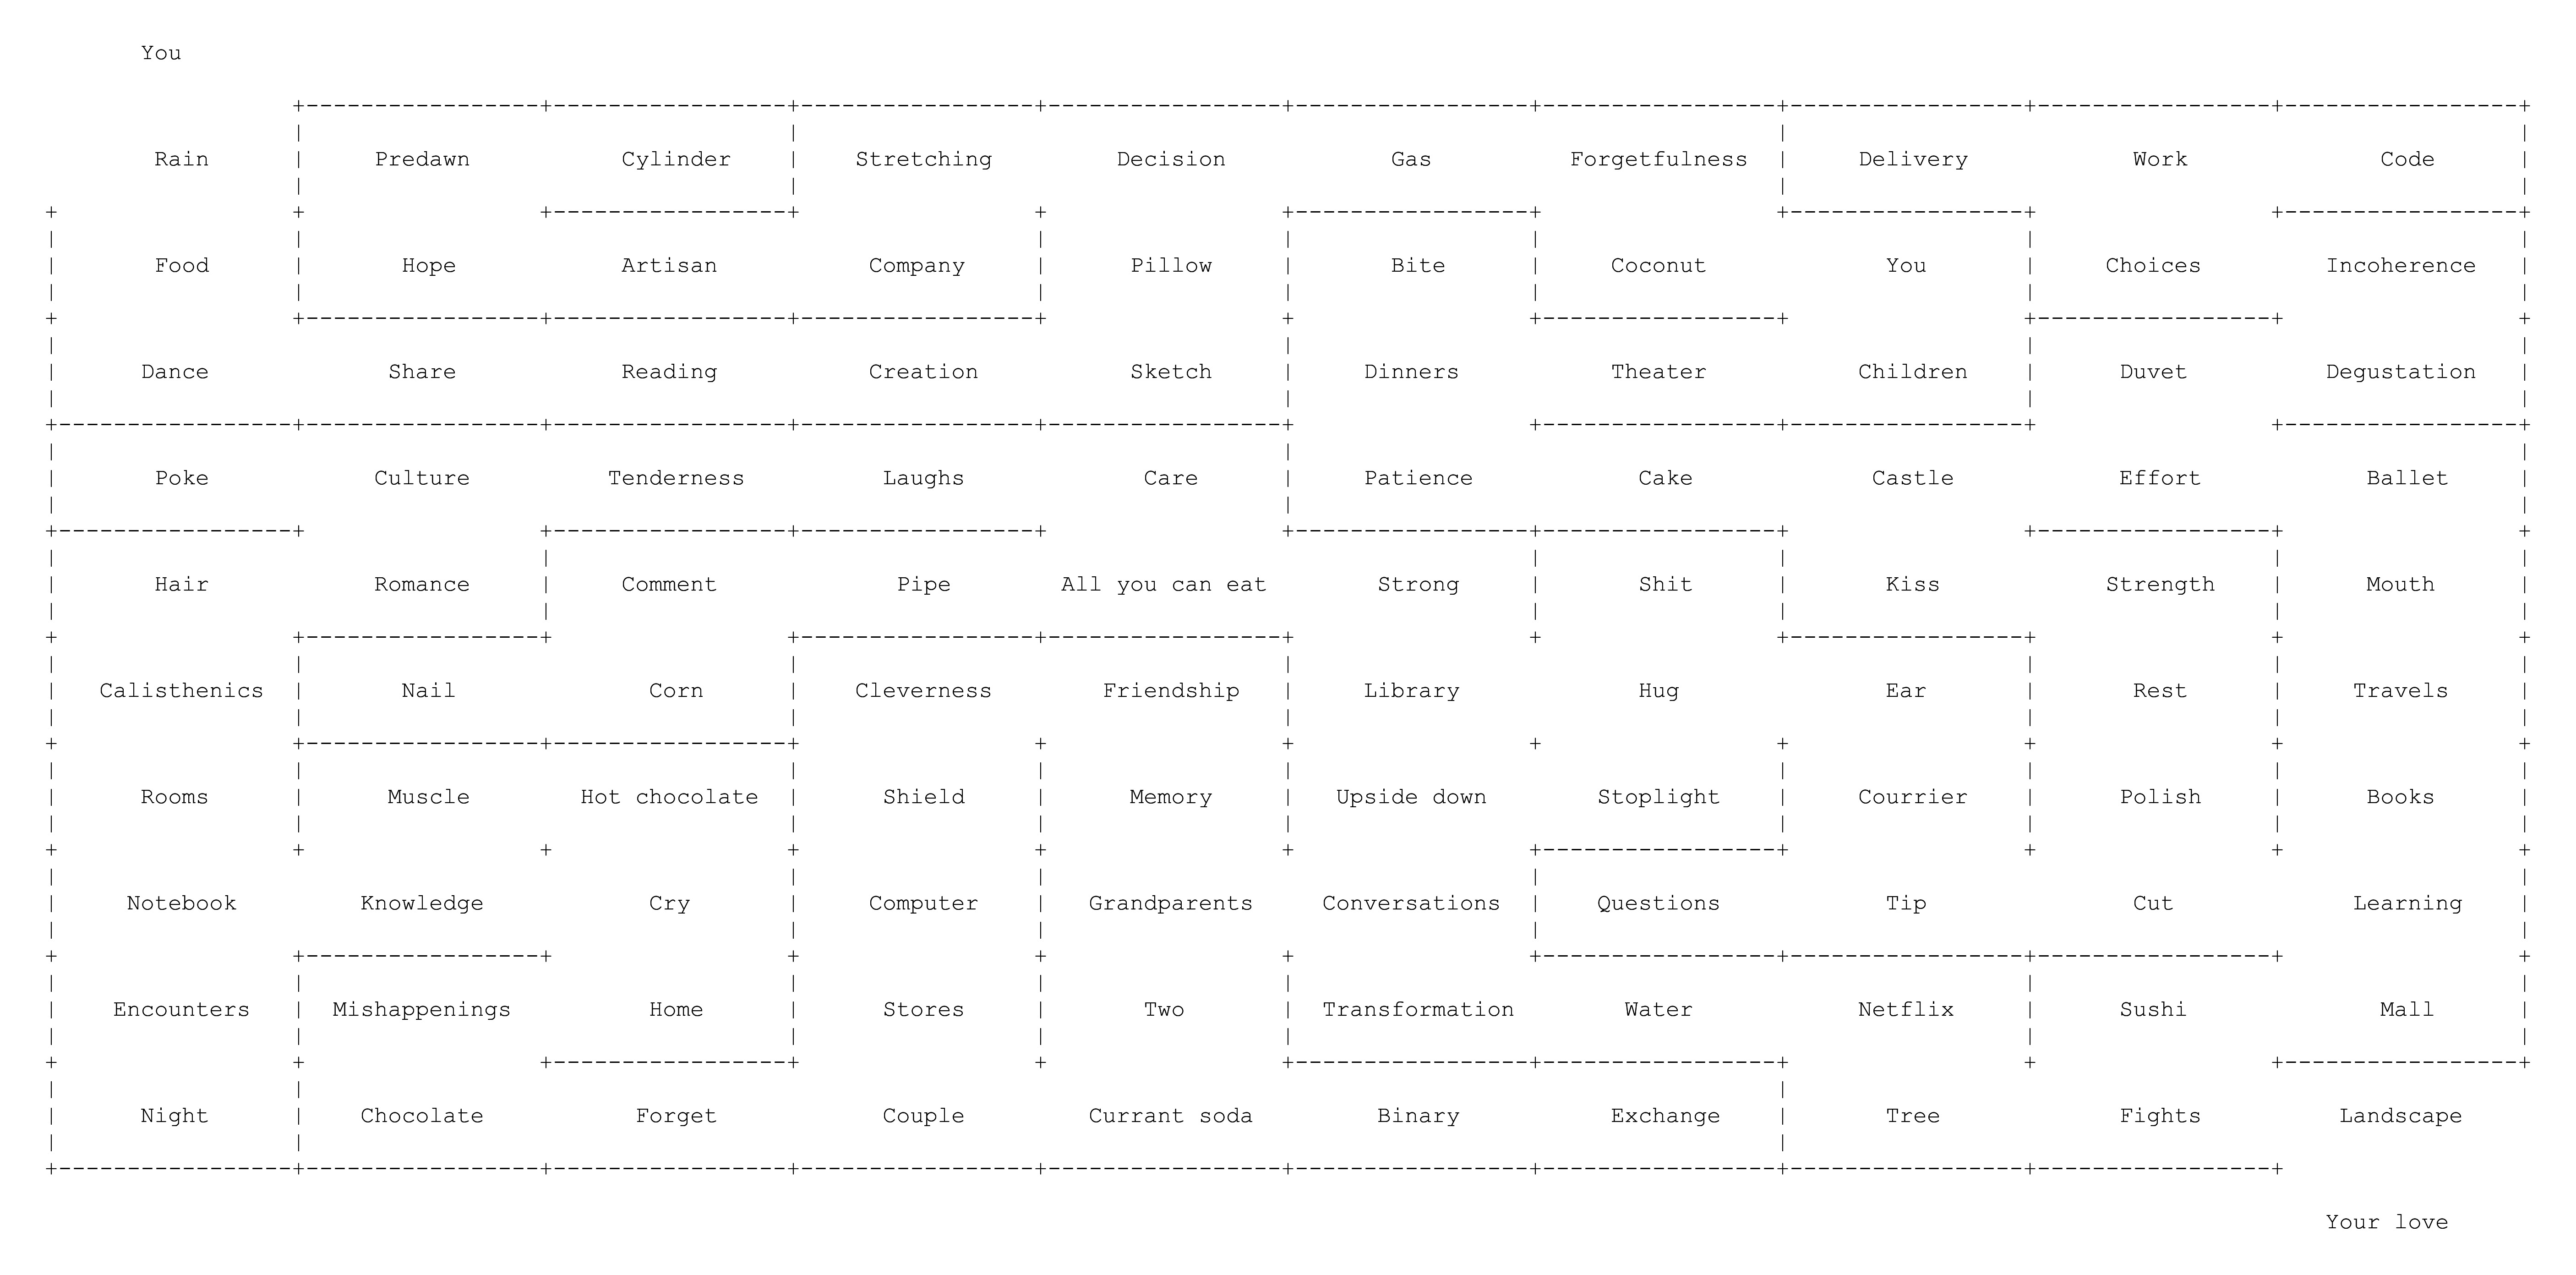 You
Rain Predawn Cylinder Stretching Decision Gas Forgetfulness Delivery Work Code
Food Hope Artisan Company Pillow Bite Coconut You Choices Incoherence
Dance Share Reading Creation Sketch Dinners Theater Children Duvet Degustation
Poke Culture Tenderness Laughs Care Patience Cake Castle Effort Ballet
Hair Romance Comment Pipe All you can eat Strong Shit Kiss Strength Mouth
Calisthenics Nail Corn Cleverness Friendship Library Hug Ear Rest Travels
Rooms Muscle Hot chocolate Shield Memory Upside down Stoplight Courrier Polish Books
Notebook Knowledge Cry Computer Grandparents Conversations Questions Tip Cut Learning
Encounters Mishappenings Home Stores Two Transformation Water Netflix Sushi Mall
Night Chocolate Forget Couple Currant soda Binary Exchange Tree Fights Landscape
Your love